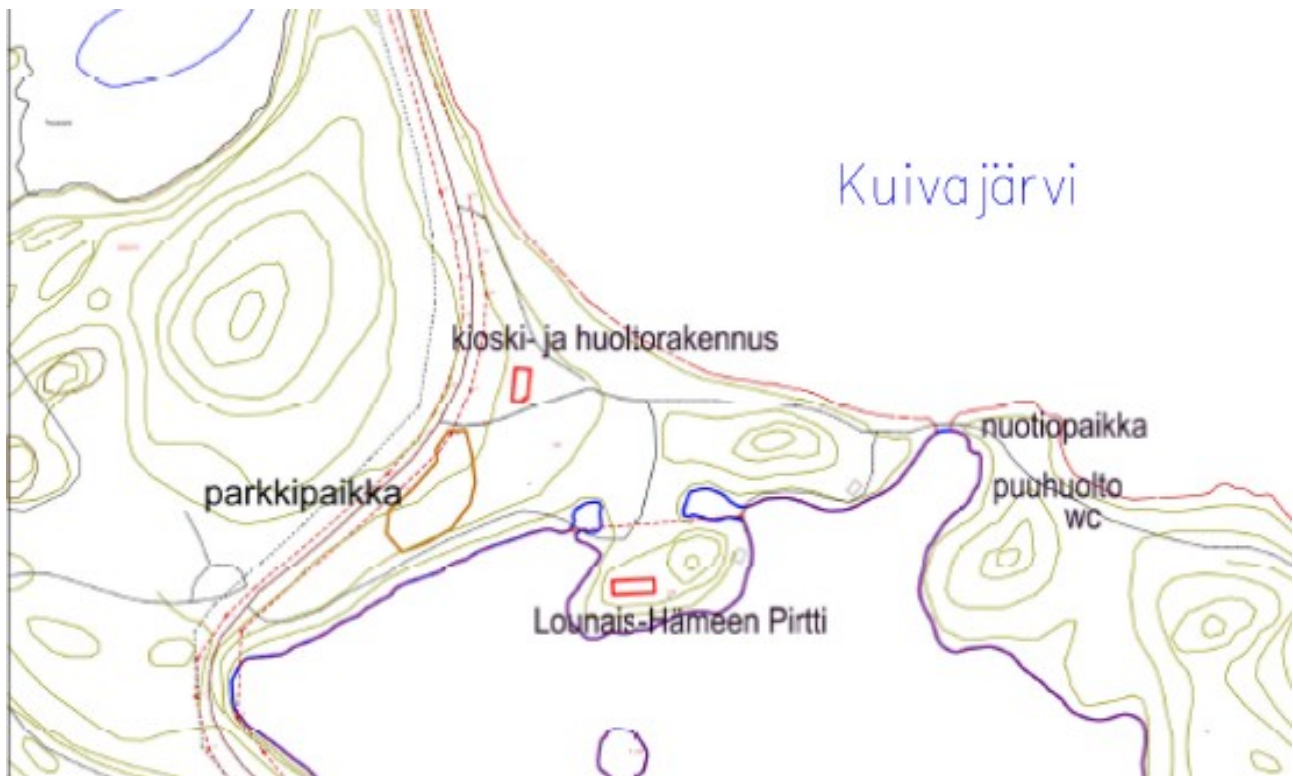 Kuivajärvi
kioski- ja huoltorakennus
nuotiopaikka
parkkipaikka
puuhuolto
wc
Lounais-Hämeen Pirtti